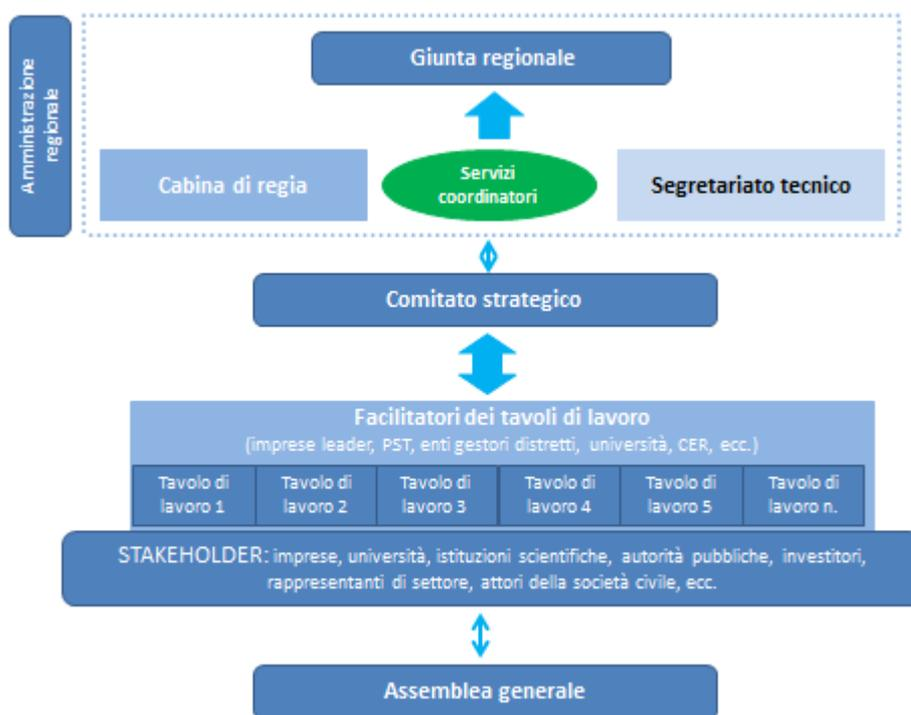 Amministrazione
regionale
Giunta regionale
Cabina di regia
Servizi
coordinatori
Segretariato tecnico
Comitato strategico
Facilitatori dei tavoli di lavoro
(imprese leader, PST, enti gestori distretti, università, CER, ecc.)
Tavolo di
lavoro 1
Tavolo di
lavoro 2
Tavolo di
lavoro 3
Tavolo di
lavoro 4
Tavolo di
lavoro 5
Tavolo di
lavoro n.
STAKEHOLDER: imprese, università, istituzioni scientifiche, autorità pubbliche, investitori,
rappresentanti di settore, attori della società civile, ecc.
Assemblea generale